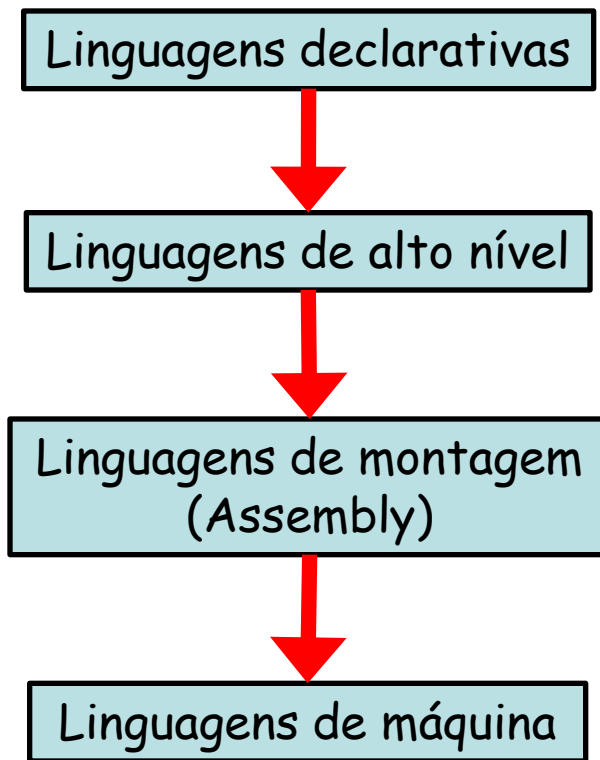 Linguagens declarativas
Linguagens de alto nível
Linguagens de montagem
(Assembly)
Linguagens de máquina